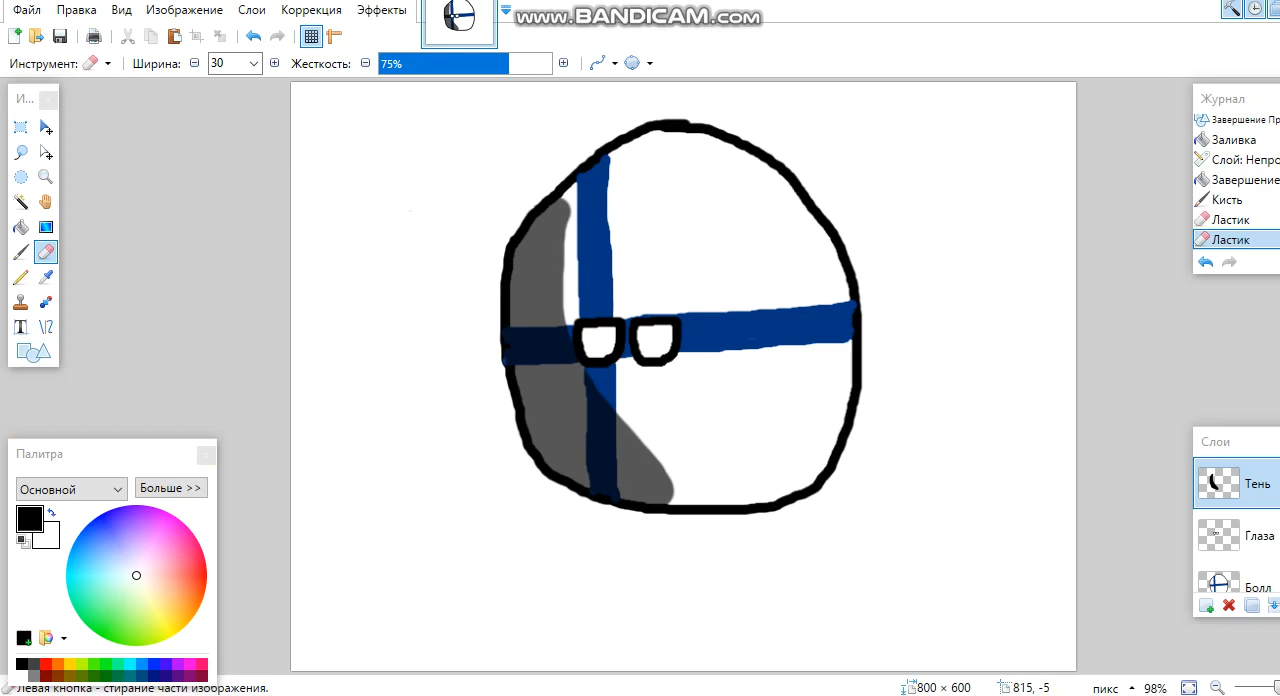 Файл Правка Вид Изображение Слои Коррекция Эффекты
www.BANDICAM.com
Инструмент: Ширина: 30 Жесткость: 75%
И...
Журнал
Завершение Пр
Заливка
Слой: Непро
Завершение
Кисть
Ластик
Ластик
Палитра
Основной Больше >>
Слои
Тень
Глаза
Болл
Левая кнопка - стирание части изображения. 800 × 600 815, -5 пикс 98%